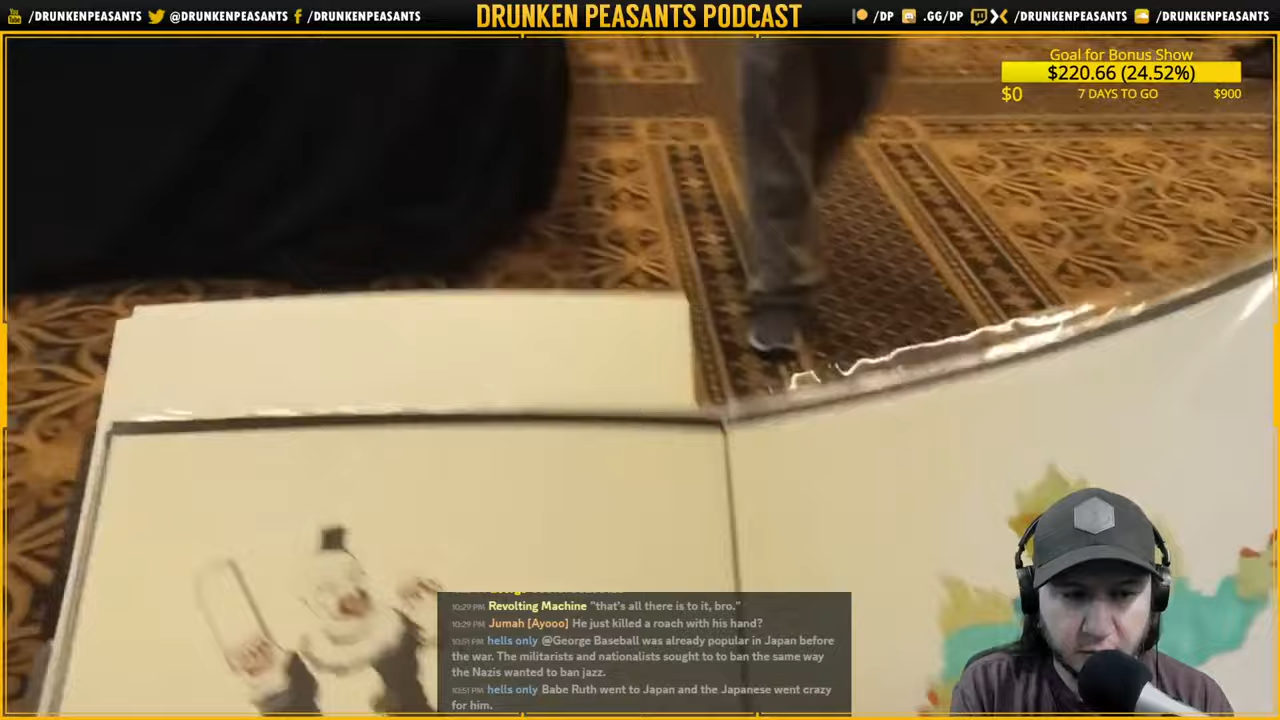 /DRUNKENPEASANTS @DRUNKENPEASANTS /DRUNKENPEASANTS DRUNKEN PEASANTS PODCAST /DP .GG/DP /DRUNKENPEASANTS /DRUNKENPEASANTS
Goal for Bonus Show
$220.66 (24.52%)
$0 7 DAYS TO GO $900
10:29 PM Revolting Machine "that's all there is to it, bro."
10:29 PM Jumah [Ayooo] He just killed a roach with his hand?
hells only @George Baseball was already popular in Japan before
the war. The militarists and nationalists sought to to ban the same way
the Nazis wanted to ban jazz.
10:51 PM hells only Babe Ruth went to Japan and the Japanese went crazy
for him.